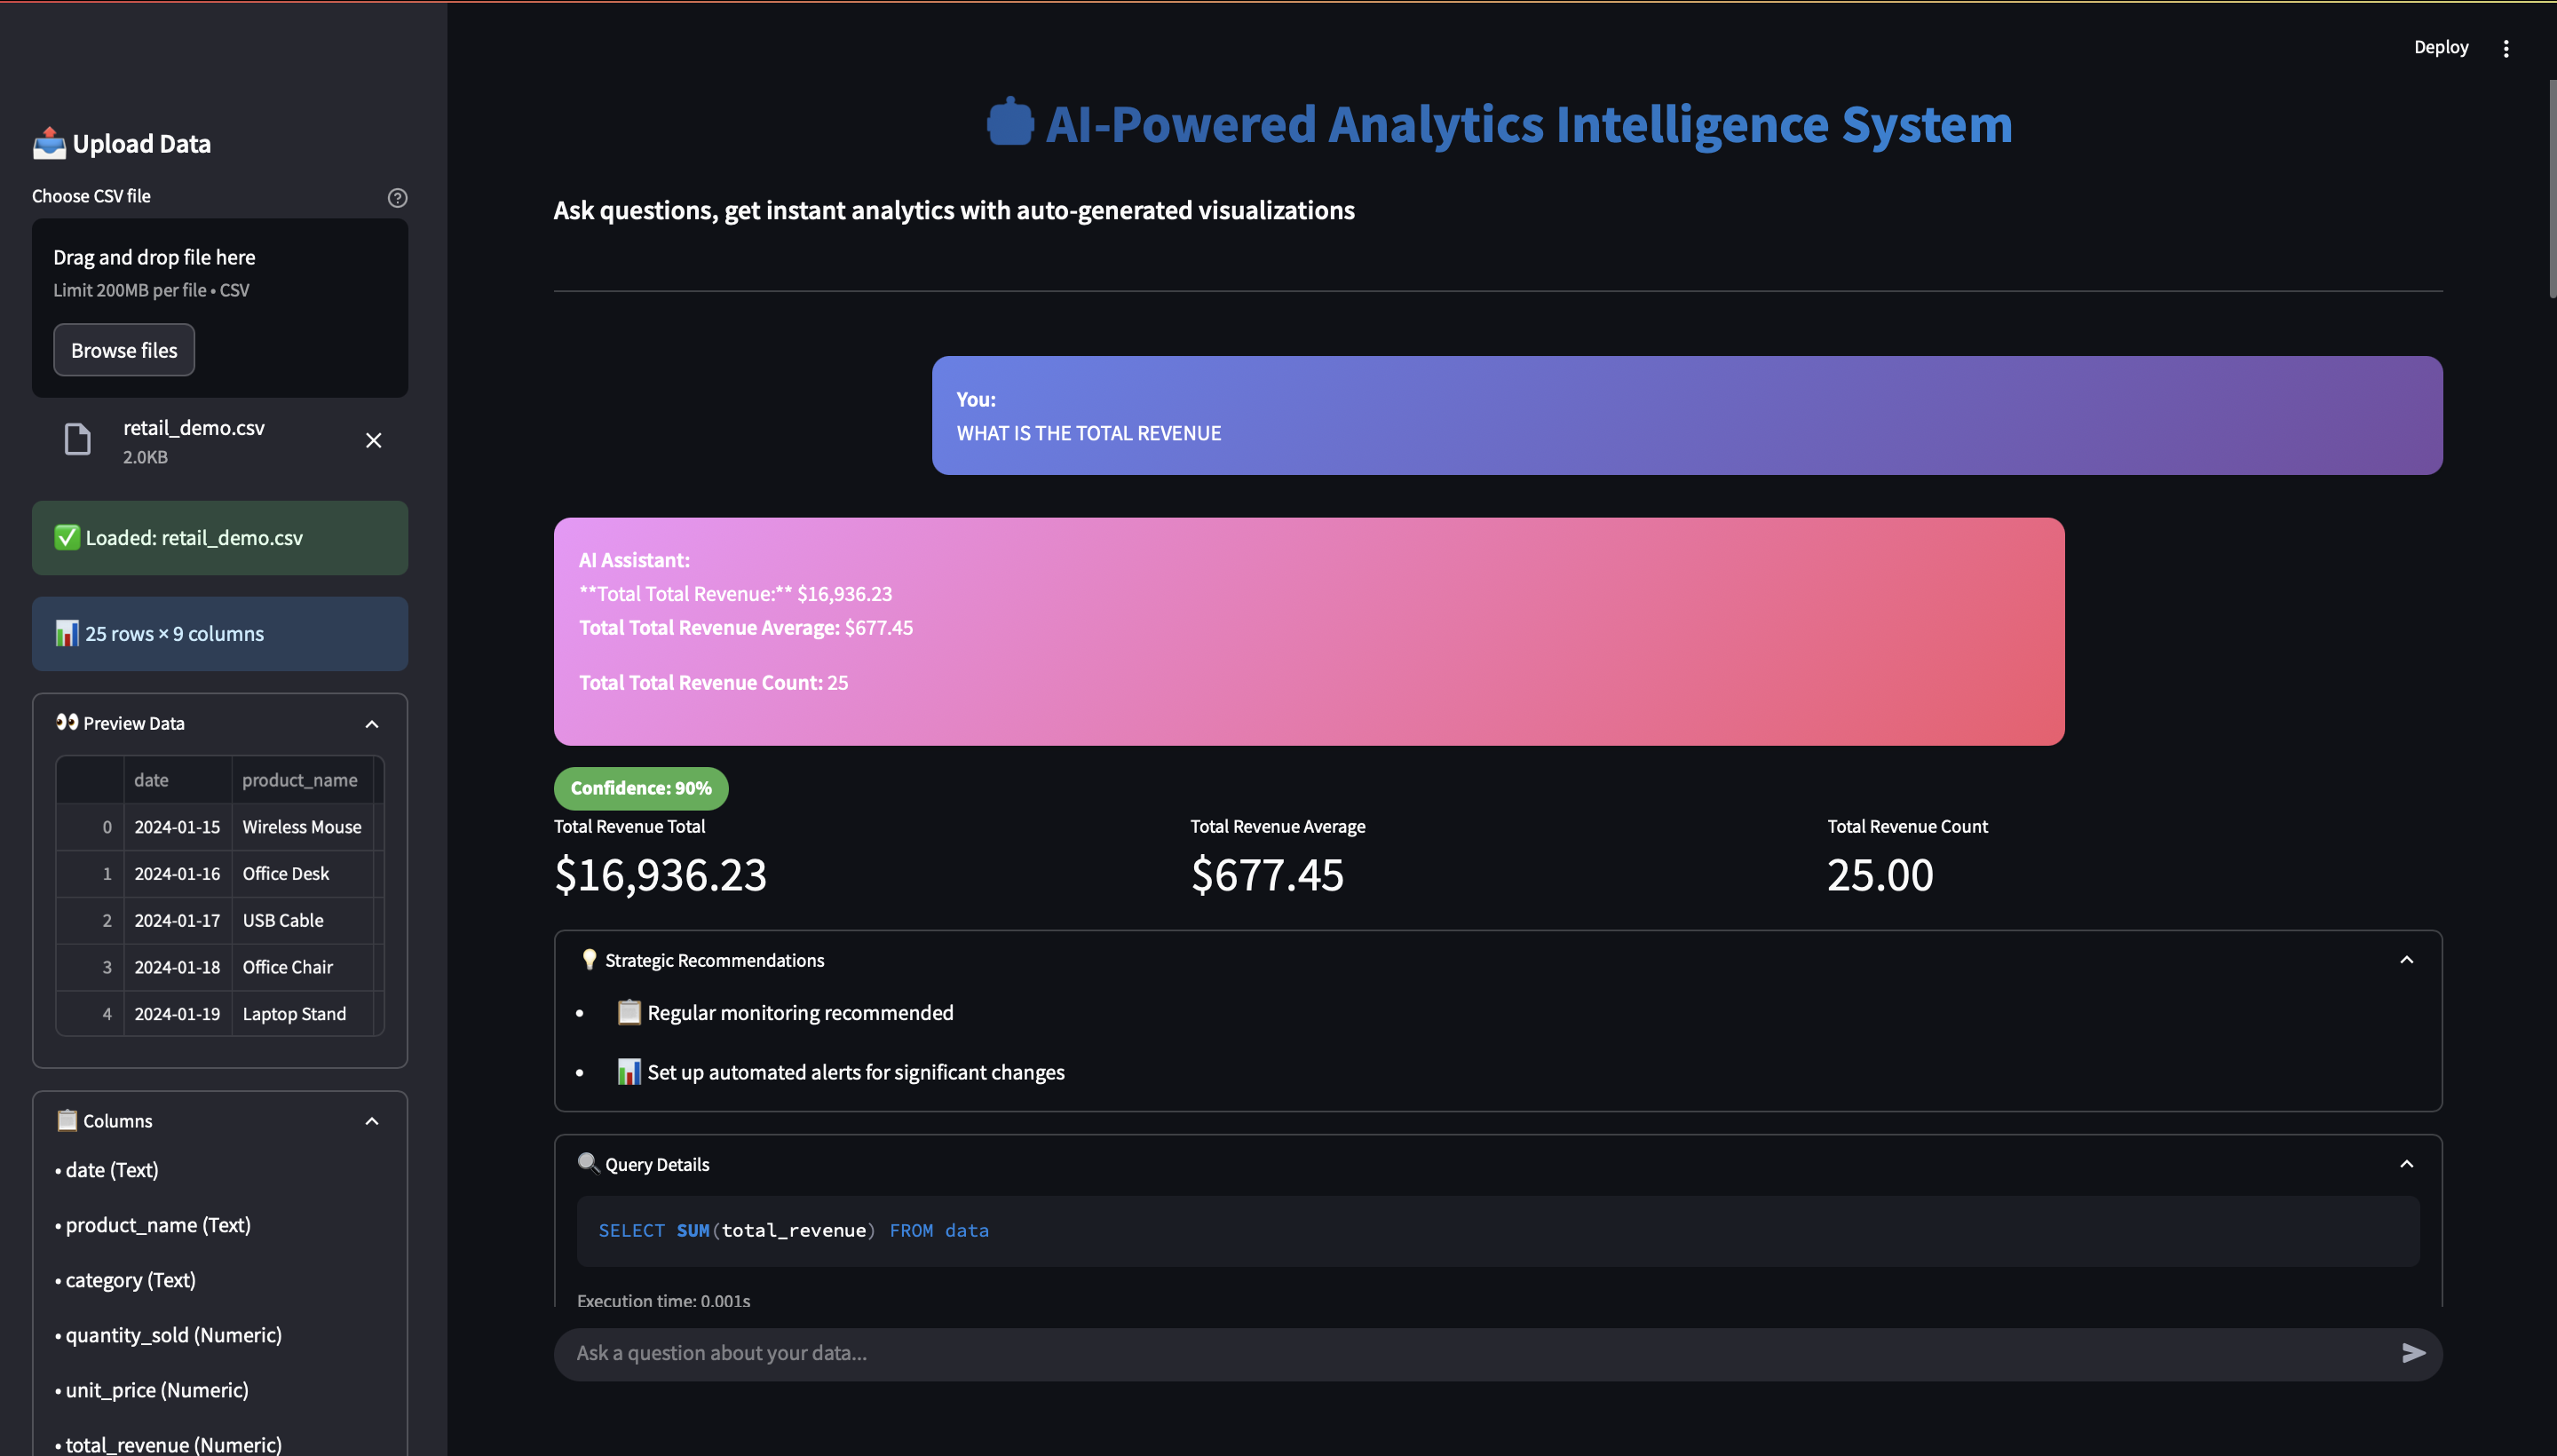 Deploy
📤 Upload Data
Choose CSV file
Drag and drop file here
Limit 200MB per file • CSV
Browse files
retail_demo.csv
2.0KB
✅ Loaded: retail_demo.csv
📊 25 rows × 9 columns
👀 Preview Data
date product_name
0 2024-01-15 Wireless Mouse
1 2024-01-16 Office Desk
2 2024-01-17 USB Cable
3 2024-01-18 Office Chair
4 2024-01-19 Laptop Stand
📋 Columns
• date (Text)
• product_name (Text)
• category (Text)
• quantity_sold (Numeric)
• unit_price (Numeric)
• total_revenue (Numeric)
AI-Powered Analytics Intelligence System
Ask questions, get instant analytics with auto-generated visualizations
You:
WHAT IS THE TOTAL REVENUE
AI Assistant:
**Total Total Revenue:** $16,936.23
Total Total Revenue Average: $677.45
Total Total Revenue Count: 25
Confidence: 90%
Total Revenue Total
$16,936.23
Total Revenue Average
$677.45
Total Revenue Count
25.00
💡 Strategic Recommendations
• 📋 Regular monitoring recommended
• 📊 Set up automated alerts for significant changes
🔍 Query Details
SELECT SUM(total_revenue) FROM data
Execution time: 0.001s
Ask a question about your data...